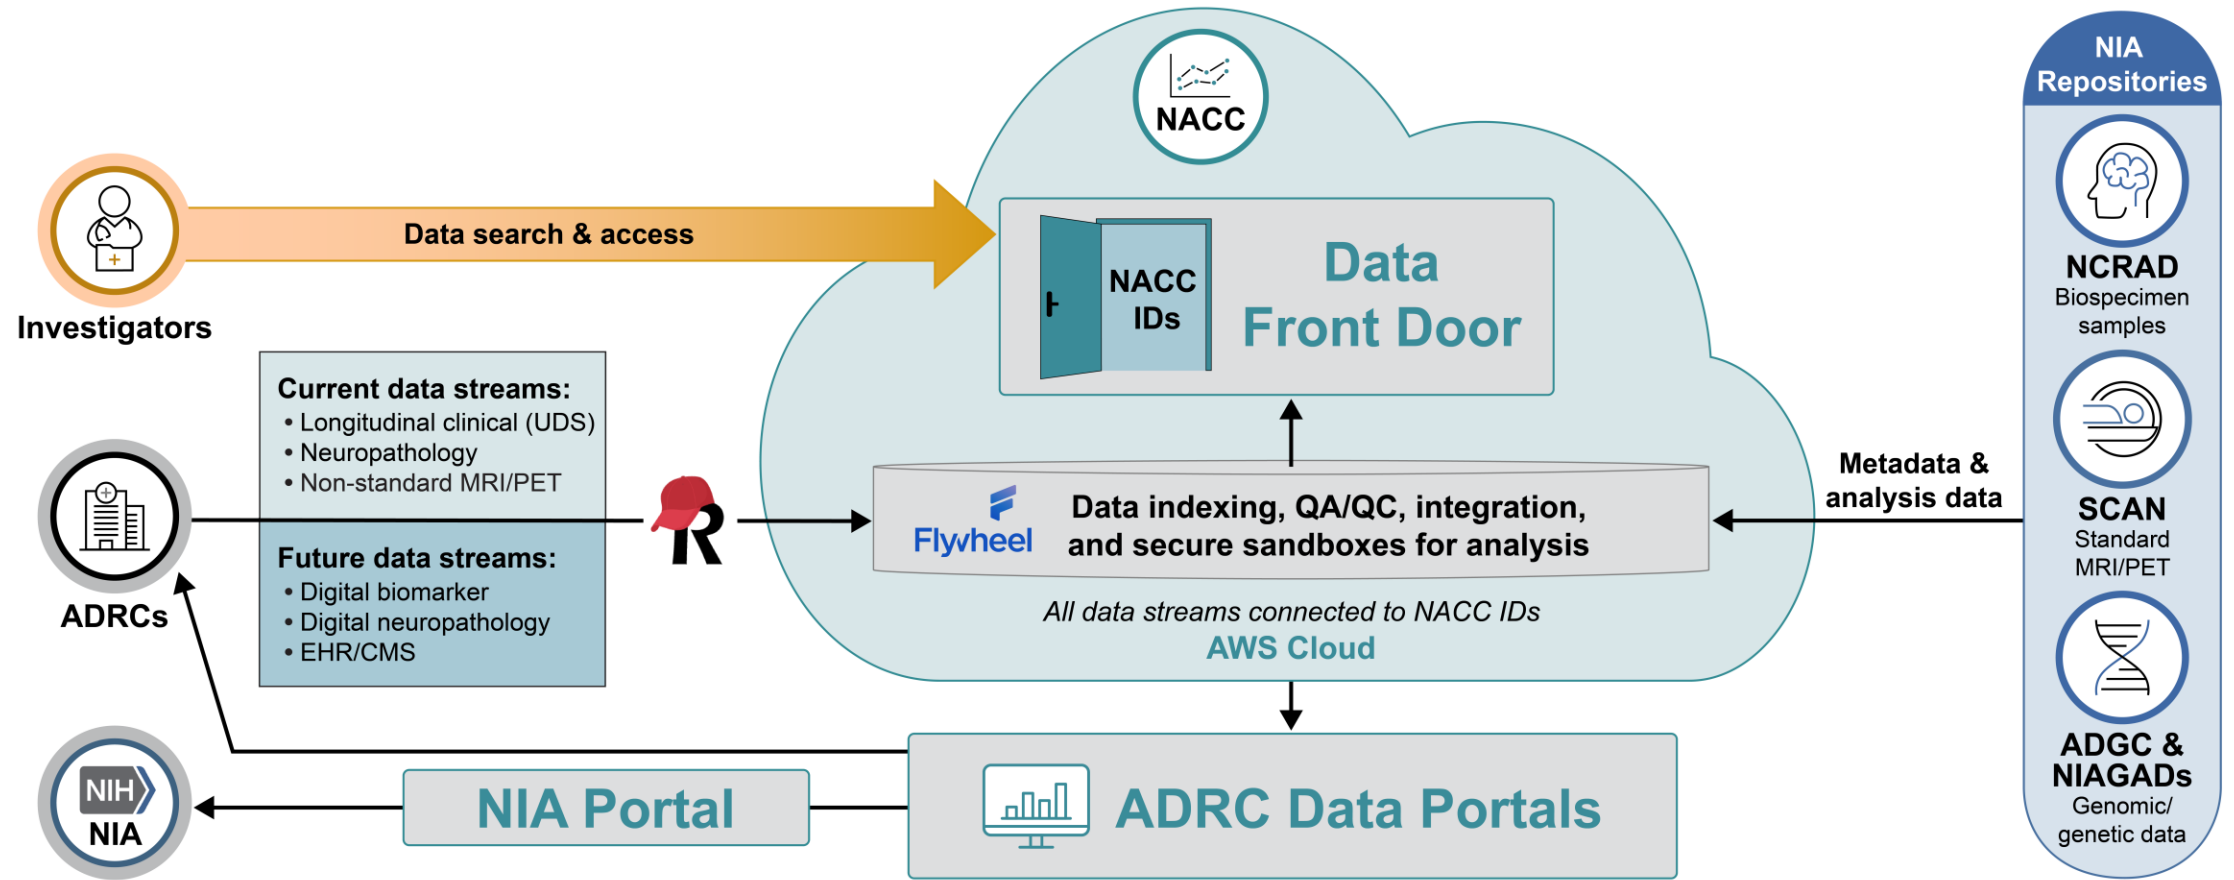 NACC
NIA
Repositories
Data search & access
Investigators
NACC
IDs
Data
Front Door
NCRAD
Biospecimen
samples
Current data streams:
• Longitudinal clinical (UDS)
• Neuropathology
• Non-standard MRI/PET
Future data streams:
• Digital biomarker
• Digital neuropathology
• EHR/CMS
ADRCs
R
Flywheel
Data indexing, QA/QC, integration,
and secure sandboxes for analysis
All data streams connected to NACC IDs
AWS Cloud
Metadata &
analysis data
SCAN
Standard
MRI/PET
ADGC &
NIAGADs
Genomic/
genetic data
NIH
NIA
NIA Portal
ADRC Data Portals